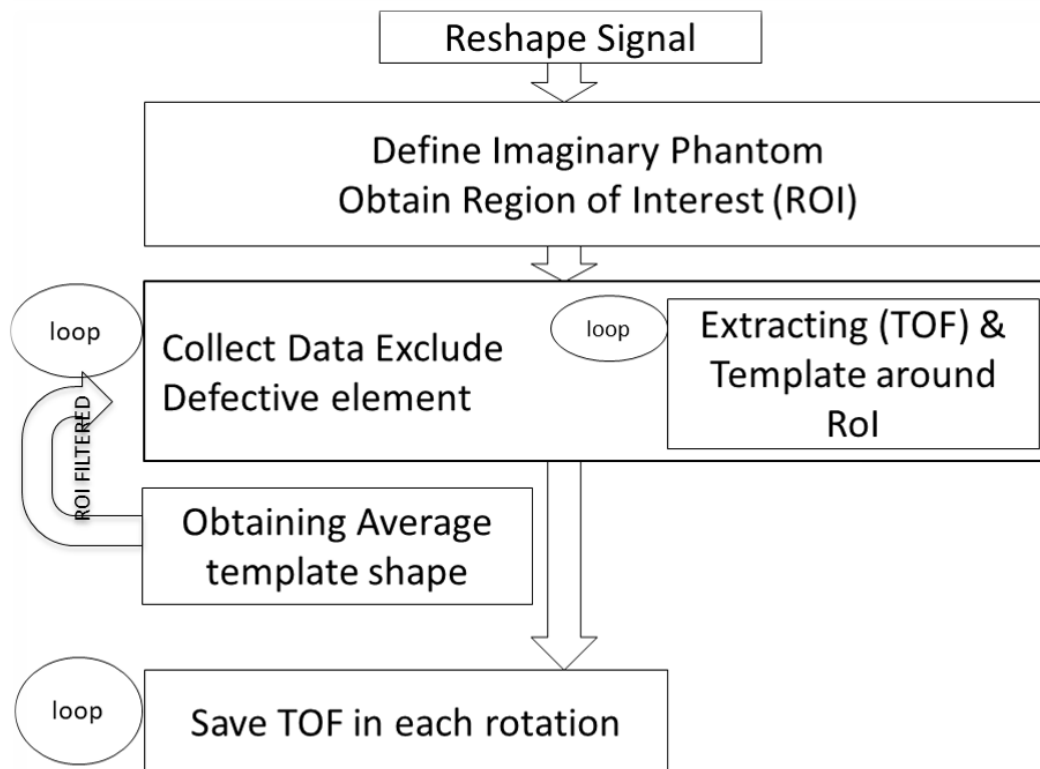 Reshape Signal
Define Imaginary Phantom
Obtain Region of Interest (ROI)
loop
Collect Data Exclude
Defective element
loop
Extracting (TOF) &
Template around
RoI
ROI FILTERED
Obtaining Average
template shape
loop
Save TOF in each rotation